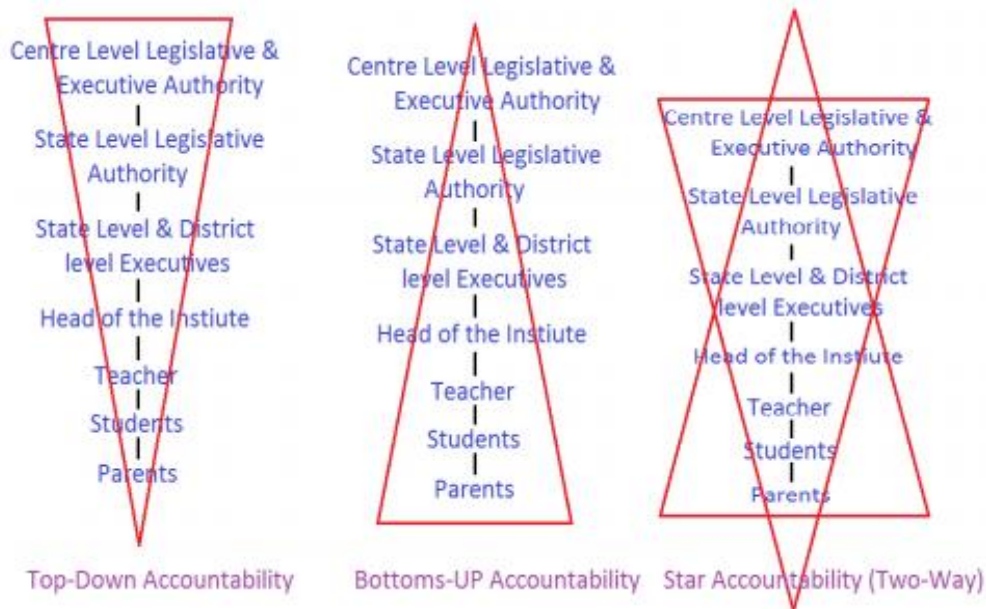 Centre Level Legislative &
Executive Authority
State Level Legislative
Authority
State Level & District
level Executives
Head of the Instiute
Teacher
Students
Parents
Top-Down Accountability
Centre Level Legislative &
Executive Authority
State Level Legislative
Authority
State Level & District
level Executives
Head of the Instiute
Teacher
Students
Parents
Bottoms-UP Accountability
Centre Level Legislative &
Executive Authority
State Level Legislative
Authority
State Level & District
level Executives
Head of the Instiute
Teacher
Students
Parents
Star Accountability (Two-Way)